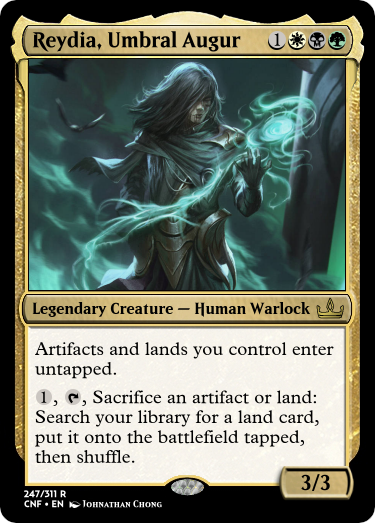 Reydia, Umbral Augur 1
Legendary Creature — Human Warlock
Artifacts and lands you control enter
untapped.
1, , Sacrifice an artifact or land:
Search your library for a land card,
put it onto the battlefield tapped,
then shuffle.
3/3
247/311 R
CNF • EN Johnathan Chong